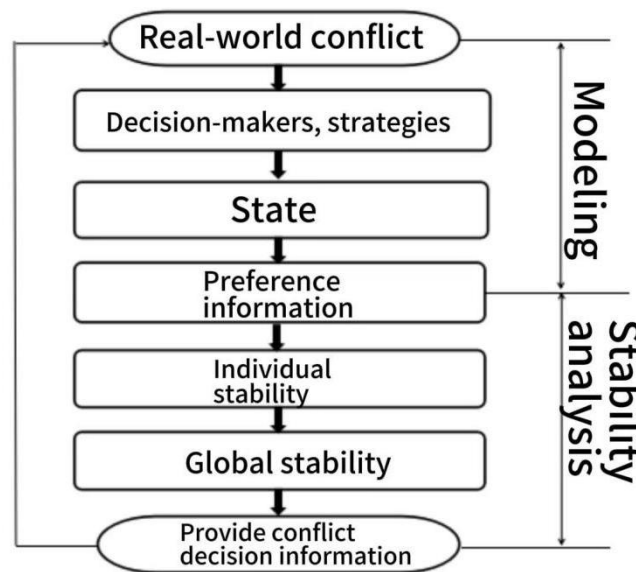 Real-world conflict
Decision-makers, strategies
State
Preference
information
Individual
stability
Global stability
Provide conflict
decision information
Modeling
Stability
analysis